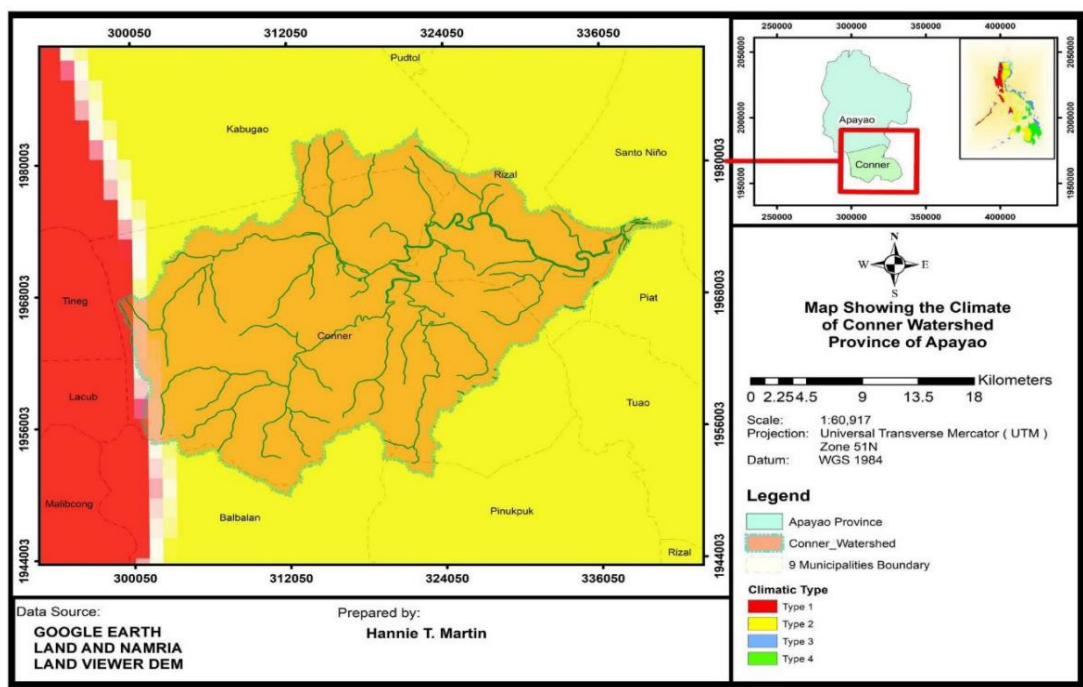 300050 312050 324050 336050
Pudtol
Kabugao
Santo Niño
1980003
1980003
Rizal
Tineg
1968003
1968003
Piat
Conner
Lacub
Tuao
1956003
1956003
Malibcong
Balbalan
Pinukpuk
Rizal
1944003
1944003
300050 312050 324050 336050
Data Source:
GOOGLE EARTH
LAND AND NAMRIA
LAND VIEWER DEM
Prepared by:
Hannie T. Martin
250000 300000 350000 400000
2050000
2050000
2000000
2000000
Apayao
Conner
1950000
1950000
250000 300000 350000 400000
N
W E
S
Map Showing the Climate
of Conner Watershed
Province of Apayao
Kilometers
0 2.254.5 9 13.5 18
Scale: 1:60,917
Projection: Universal Transverse Mercator ( UTM )
Zone 51N
Datum: WGS 1984
Legend
Apayao Province
Conner_Watershed
9 Municipalities Boundary
Climatic Type
Type 1
Type 2
Type 3
Type 4